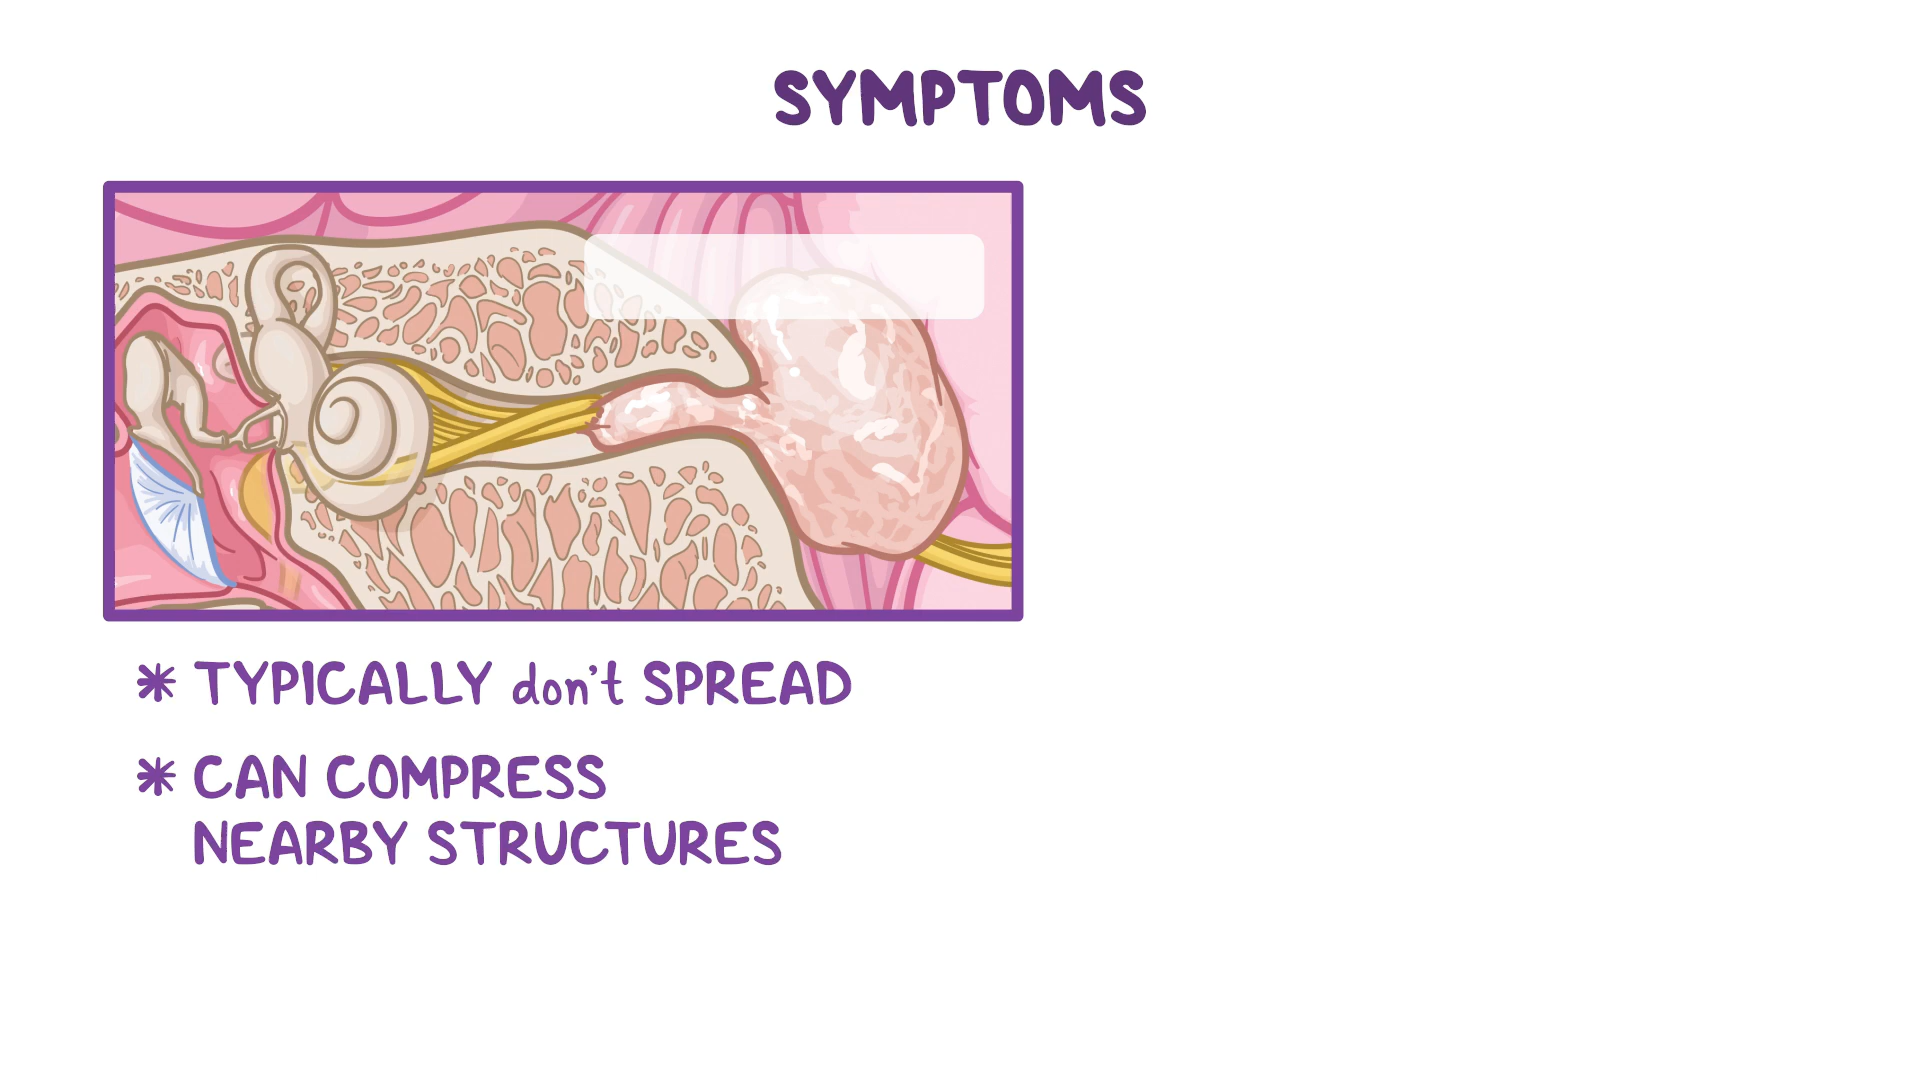 SYMPTOMS
* TYPICALLY don't SPREAD
* CAN COMPRESS
NEARBY STRUCTURES